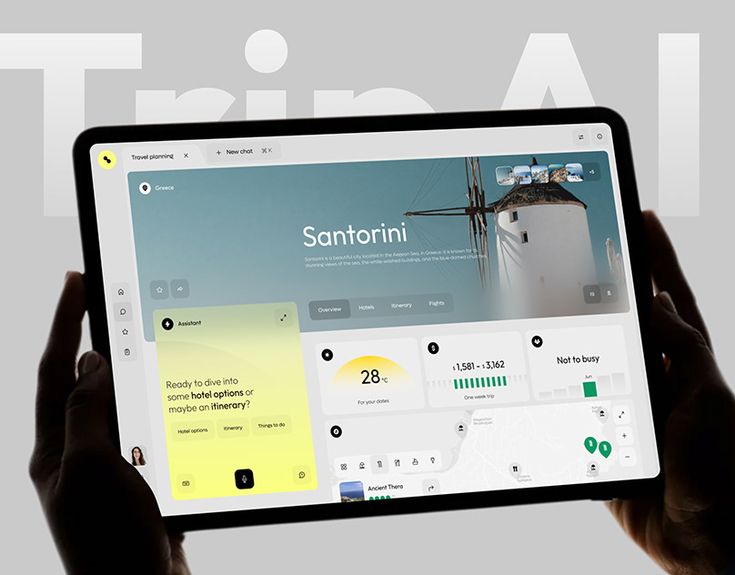 Trip AI
Travel planning
New chat
⌘ K
Greece
+5
Santorini
Santorini is a beautiful city located in the Aegean Sea, in Greece. It is known for its
stunning views of the sea, the white-washed buildings, and the blue-domed churches.
Overview
Hotels
Itinerary
Flights
Assistant
Ready to dive into
some hotel options or
maybe an itinerary?
Hotel options
Itinerary
Things to do
28 °C
For your dates
$1,581 - $3,162
One week trip
Not to busy
Jun
Ancient Thera